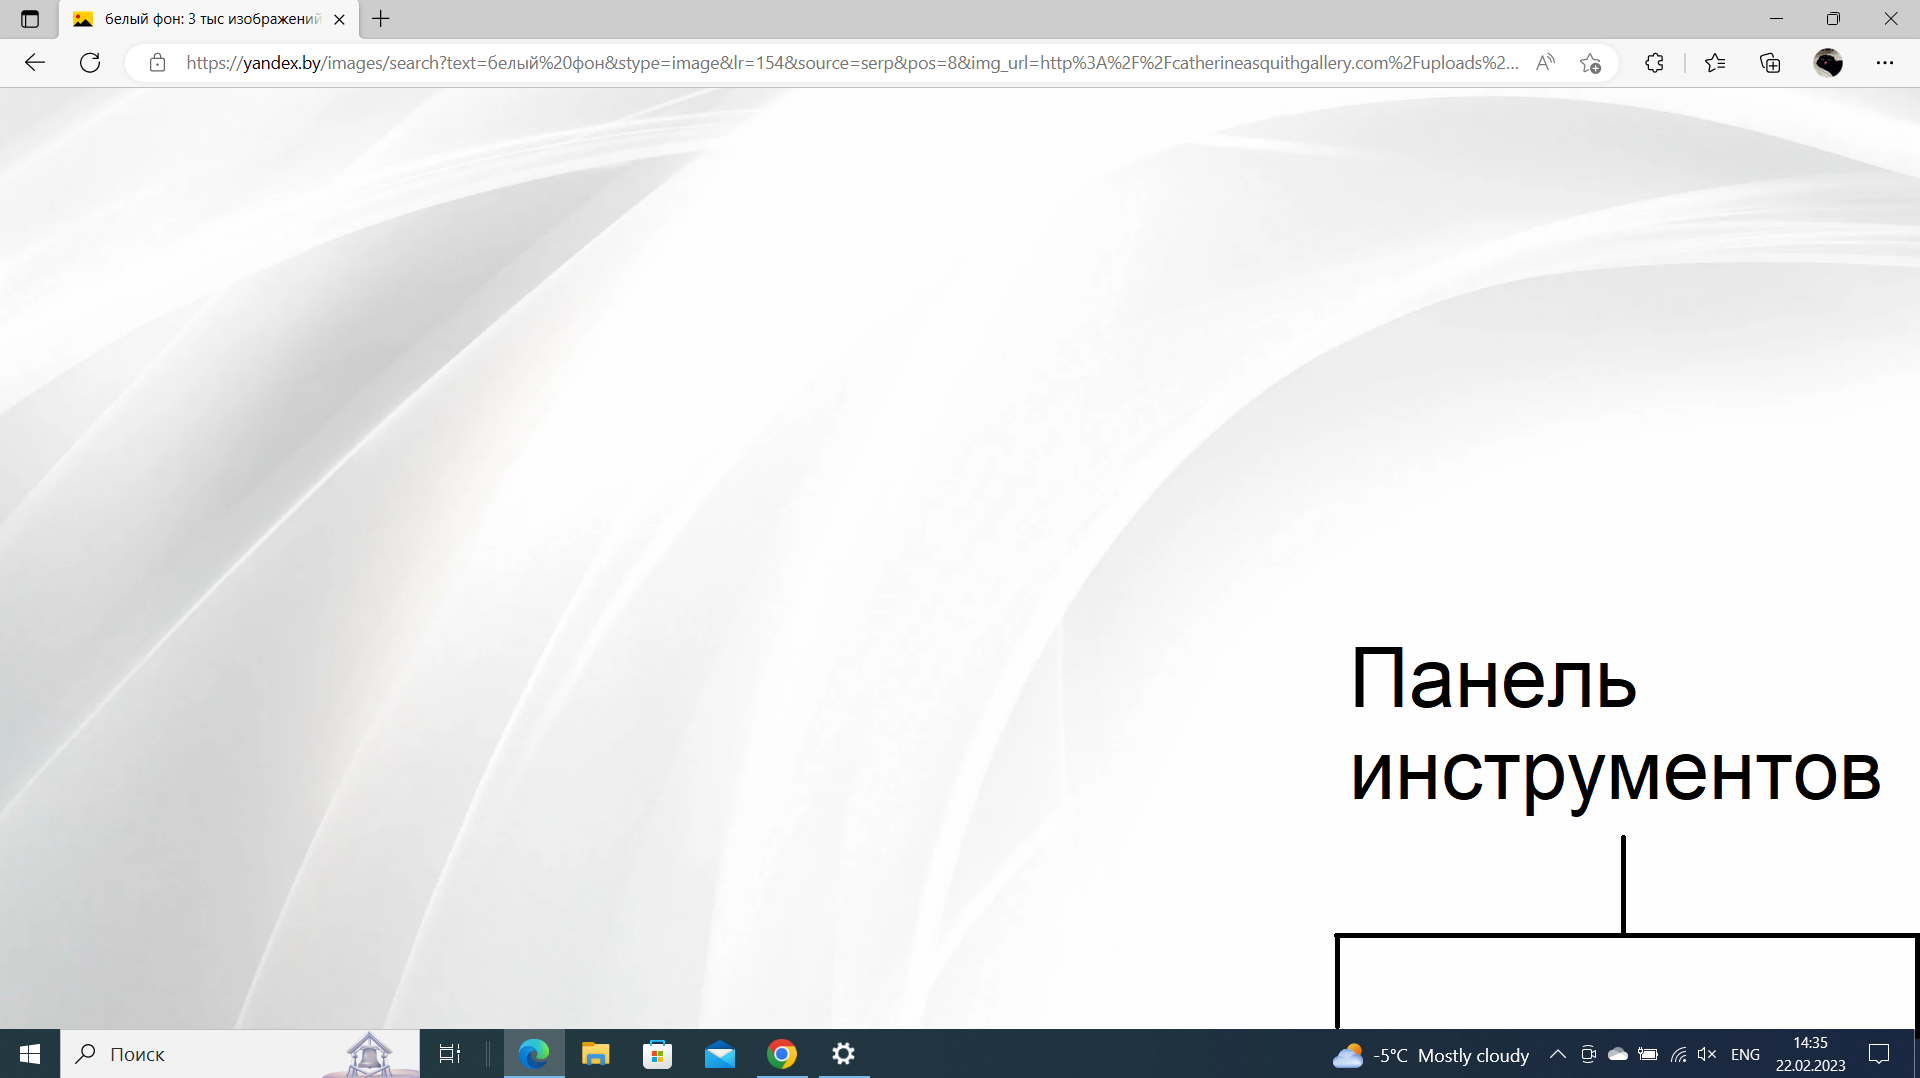 белый фон: 3 тыс изображений
https://yandex.by/images/search?text=белый%20фон&stype=image&lr=154&source=serp&pos=8&img_url=http%3A%2F%2Fcatherineasquithgallery.com%2Fuploads%2...
Панель
инструментов
Поиск
-5°C Mostly cloudy
ENG
14:35
22.02.2023